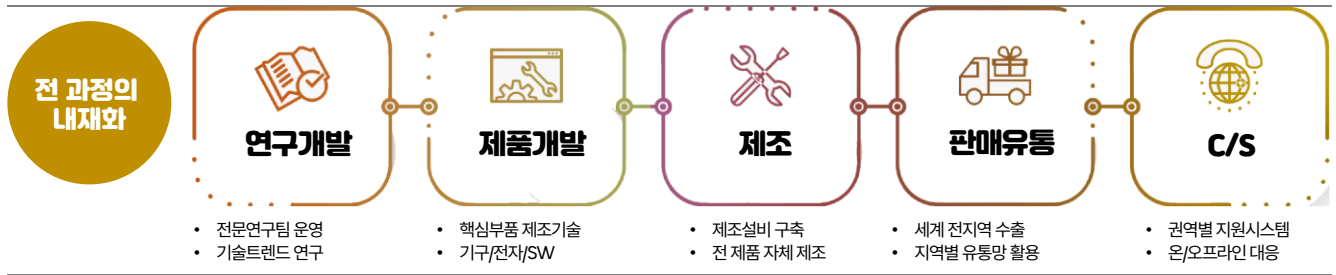 전 과정의
내재화
연구개발
• 전문연구팀 운영
• 기술트렌드 연구
제품개발
• 핵심부품 제조기술
• 기구/전자/SW
제조
• 제조설비 구축
• 전 제품 자체 제조
판매유통
• 세계 전지역 수출
• 지역별 유통망 활용
C/S
• 권역별 지원시스템
• 온/오프라인 대응